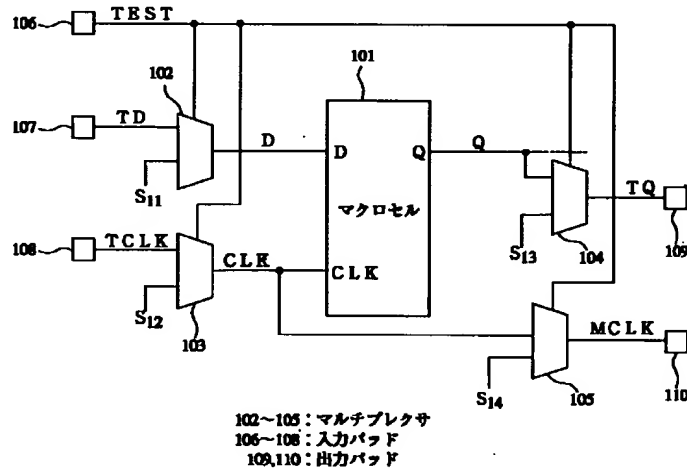 106
TEST
102
101
107
TD
D
D
Q
Q
S11
マクロセル
TQ
108
TCLK
CLK
CLK
S13
104
109
S12
103
MCLK
S14
105
110
102~105:マルチプレクサ
106~108:入力パッド
109,110:出力パッド